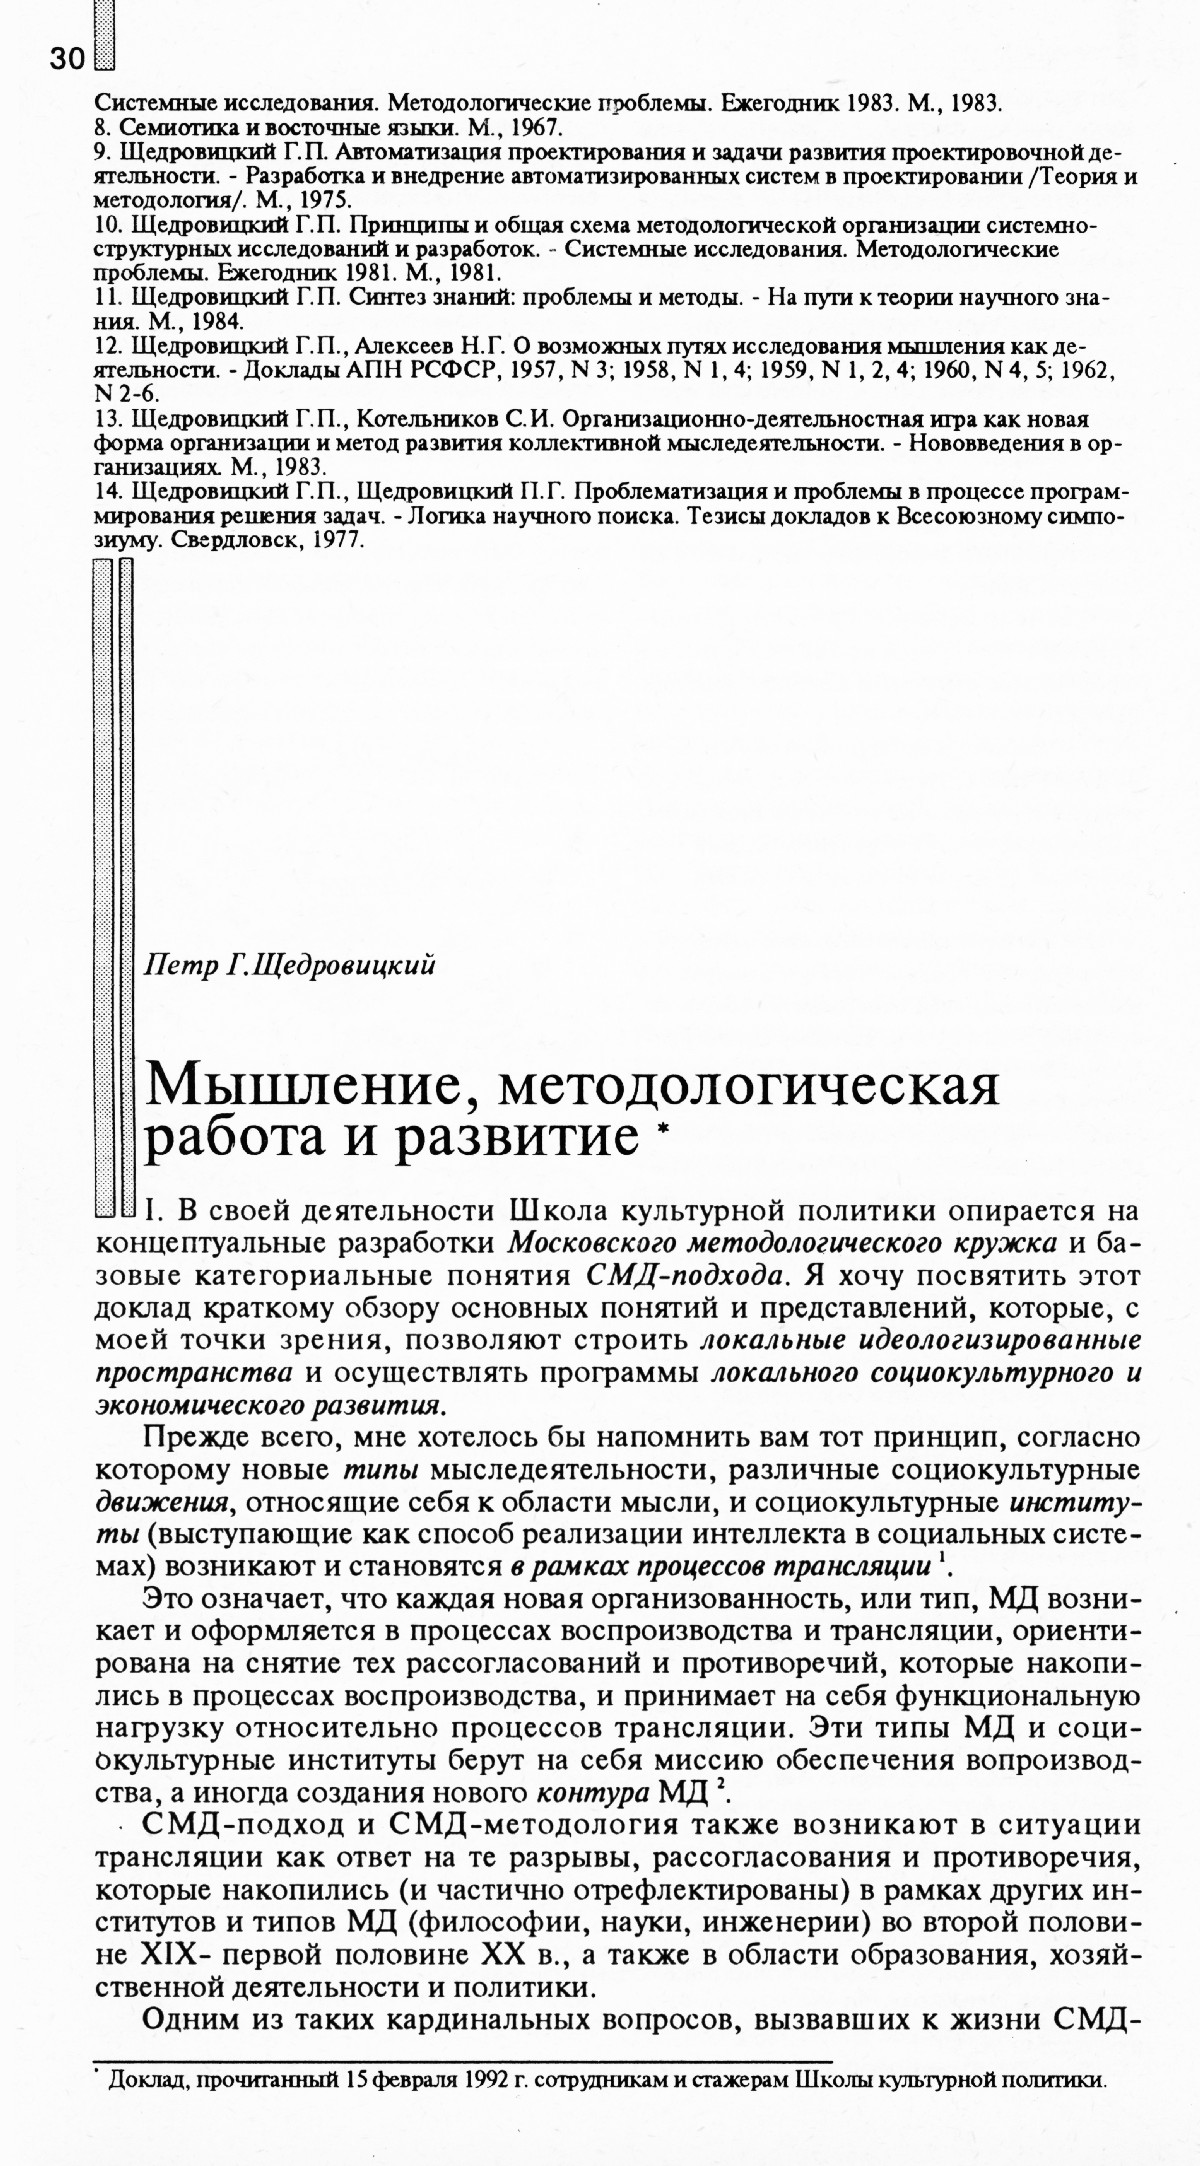 30
Системные исследования. Методологические проблемы. Ежегодник 1983. М., 1983.
8. Семиотика и восточные языки. М., 1967.
9. Щедровицкий Г.П. Автоматизация проектирования и задачи развития проектировочной де-
ятельности. - Разработка и внедрение автоматизированных систем в проектировании /Теория и
методология/. М., 1975.
10. Щедровицкий Г.П. Принципы и общая схема методологической организации системно-
структурных исследований и разработок. - Системные исследования. Методологические
проблемы. Ежегодник 1981. М., 1981.
11. Щедровицкий Г.П. Синтез знаний: проблемы и методы. - На пути к теории научного зна-
ния. М., 1984.
12. Щедровицкий Г.П., Алексеев Н.Г. О возможных путях исследования мышления как де-
ятельности. - Доклады АПН РСФСР, 1957, N 3; 1958, N 1, 4; 1959, N 1, 2, 4; 1960, N 4, 5; 1962,
N 2-6.
13. Щедровицкий Г.П., Котельников С.И. Организационно-деятельностная игра как новая
форма организации и метод развития коллективной мыследеятельности. - Нововведения в ор-
ганизациях. М., 1983.
14. Щедровицкий Г.П., Щедровицкий П.Г. Проблематизация и проблемы в процессе програм-
мирования решения задач. - Логика научного поиска. Тезисы докладов к Всесоюзному симпо-
зиуму. Свердловск, 1977.
Петр Г.Щедровицкий
Мышление, методологическая
работа и развитие *
I. В своей деятельности Школа культурной политики опирается на
концептуальные разработки Московского методологического кружка и ба-
зовые категориальные понятия СМД-подхода. Я хочу посвятить этот
доклад краткому обзору основных понятий и представлений, которые, с
моей точки зрения, позволяют строить локальные идеологизированные
пространства и осуществлять программы локального социокультурного и
экономического развития.
Прежде всего, мне хотелось бы напомнить вам тот принцип, согласно
которому новые типы мыследеятельности, различные социокультурные
движения, относящие себя к области мысли, и социокультурные институ-
ты (выступающие как способ реализации интеллекта в социальных систе-
мах) возникают и становятся в рамках процессов трансляции ¹.
Это означает, что каждая новая организованность, или тип, МД возни-
кает и оформляется в процессах воспроизводства и трансляции, ориенти-
рована на снятие тех рассогласований и противоречий, которые накопи-
лись в процессах воспроизводства, и принимает на себя функциональную
нагрузку относительно процессов трансляции. Эти типы МД и соци-
окультурные институты берут на себя миссию обеспечения вопроизвод-
ства, а иногда создания нового контура МД ².
СМД-подход и СМД-методология также возникают в ситуации
трансляции как ответ на те разрывы, рассогласования и противоречия,
которые накопились (и частично отрефлектированы) в рамках других ин-
ститутов и типов МД (философии, науки, инженерии) во второй полови-
не XIX- первой половине XX в., а также в области образования, хозяй-
ственной деятельности и политики.
Одним из таких кардинальных вопросов, вызвавших к жизни СМД-
* Доклад, прочитанный 15 февраля 1992 г. сотрудникам и стажерам Школы культурной политики.